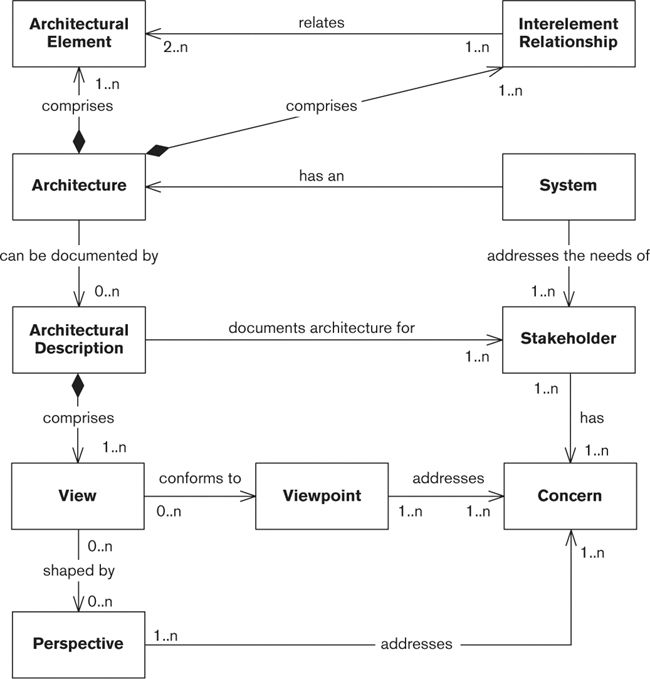 Architectural
Element
relates
2..n
1..n
Interelement
Relationship
1..n
comprises
comprises
1..n
Architecture
has an
System
can be documented by
0..n
addresses the needs of
1..n
Architectural
Description
documents architecture for
1..n
Stakeholder
1..n
comprises
1..n
has
1..n
View
conforms to
0..n
Viewpoint
addresses
1..n
1..n
Concern
0..n
shaped by
0..n
1..n
Perspective
1..n
addresses